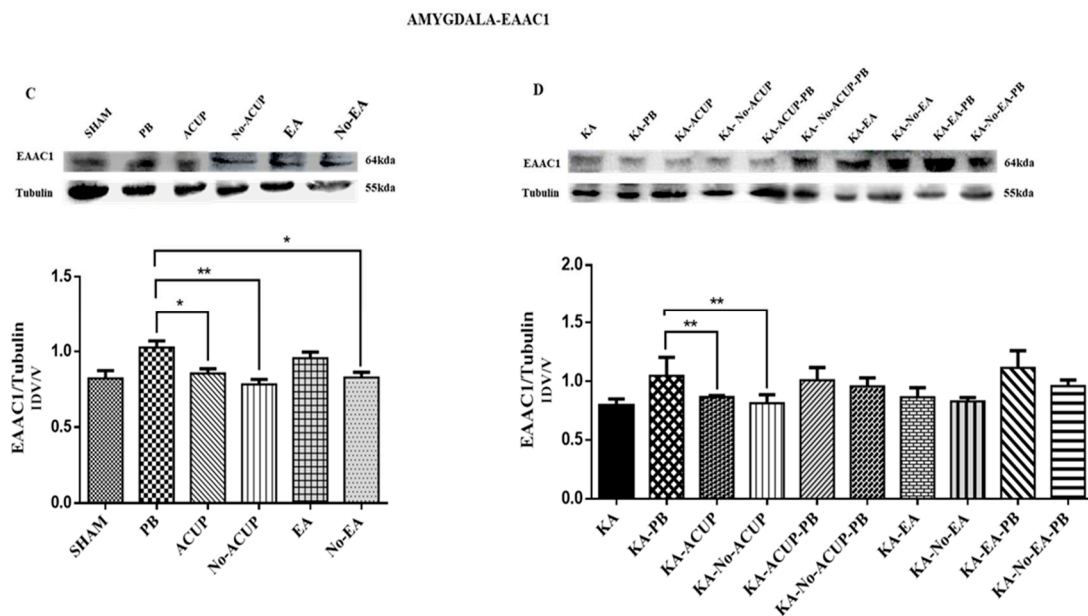 AMYGDALA-EAAC1
C
SHAM PB ACUP No-ACUP EA No-EA
EAAC1 64kda
Tubulin 55kda
1.5
1.0
0.5
0.0
EAAC1/Tubulin
IDV/V
*
**
*
SHAM PB ACUP No-ACUP EA No-EA
D
KA KA-PB KA-ACUP KA- No-ACUP KA-ACUP-PB KA- No-ACUP-PB KA-EA KA-No-EA KA-EA-PB KA-No-EA-PB
EAAC1 64kda
Tubulin 55kda
2.0
1.5
1.0
0.5
0.0
EAAC1/Tubulin
IDV/V
**
**
KA KA-PB KA-ACUP KA-No-ACUP KA-ACUP-PB KA-No-ACUP-PB KA-EA KA-No-EA KA-EA-PB KA-No-EA-PB